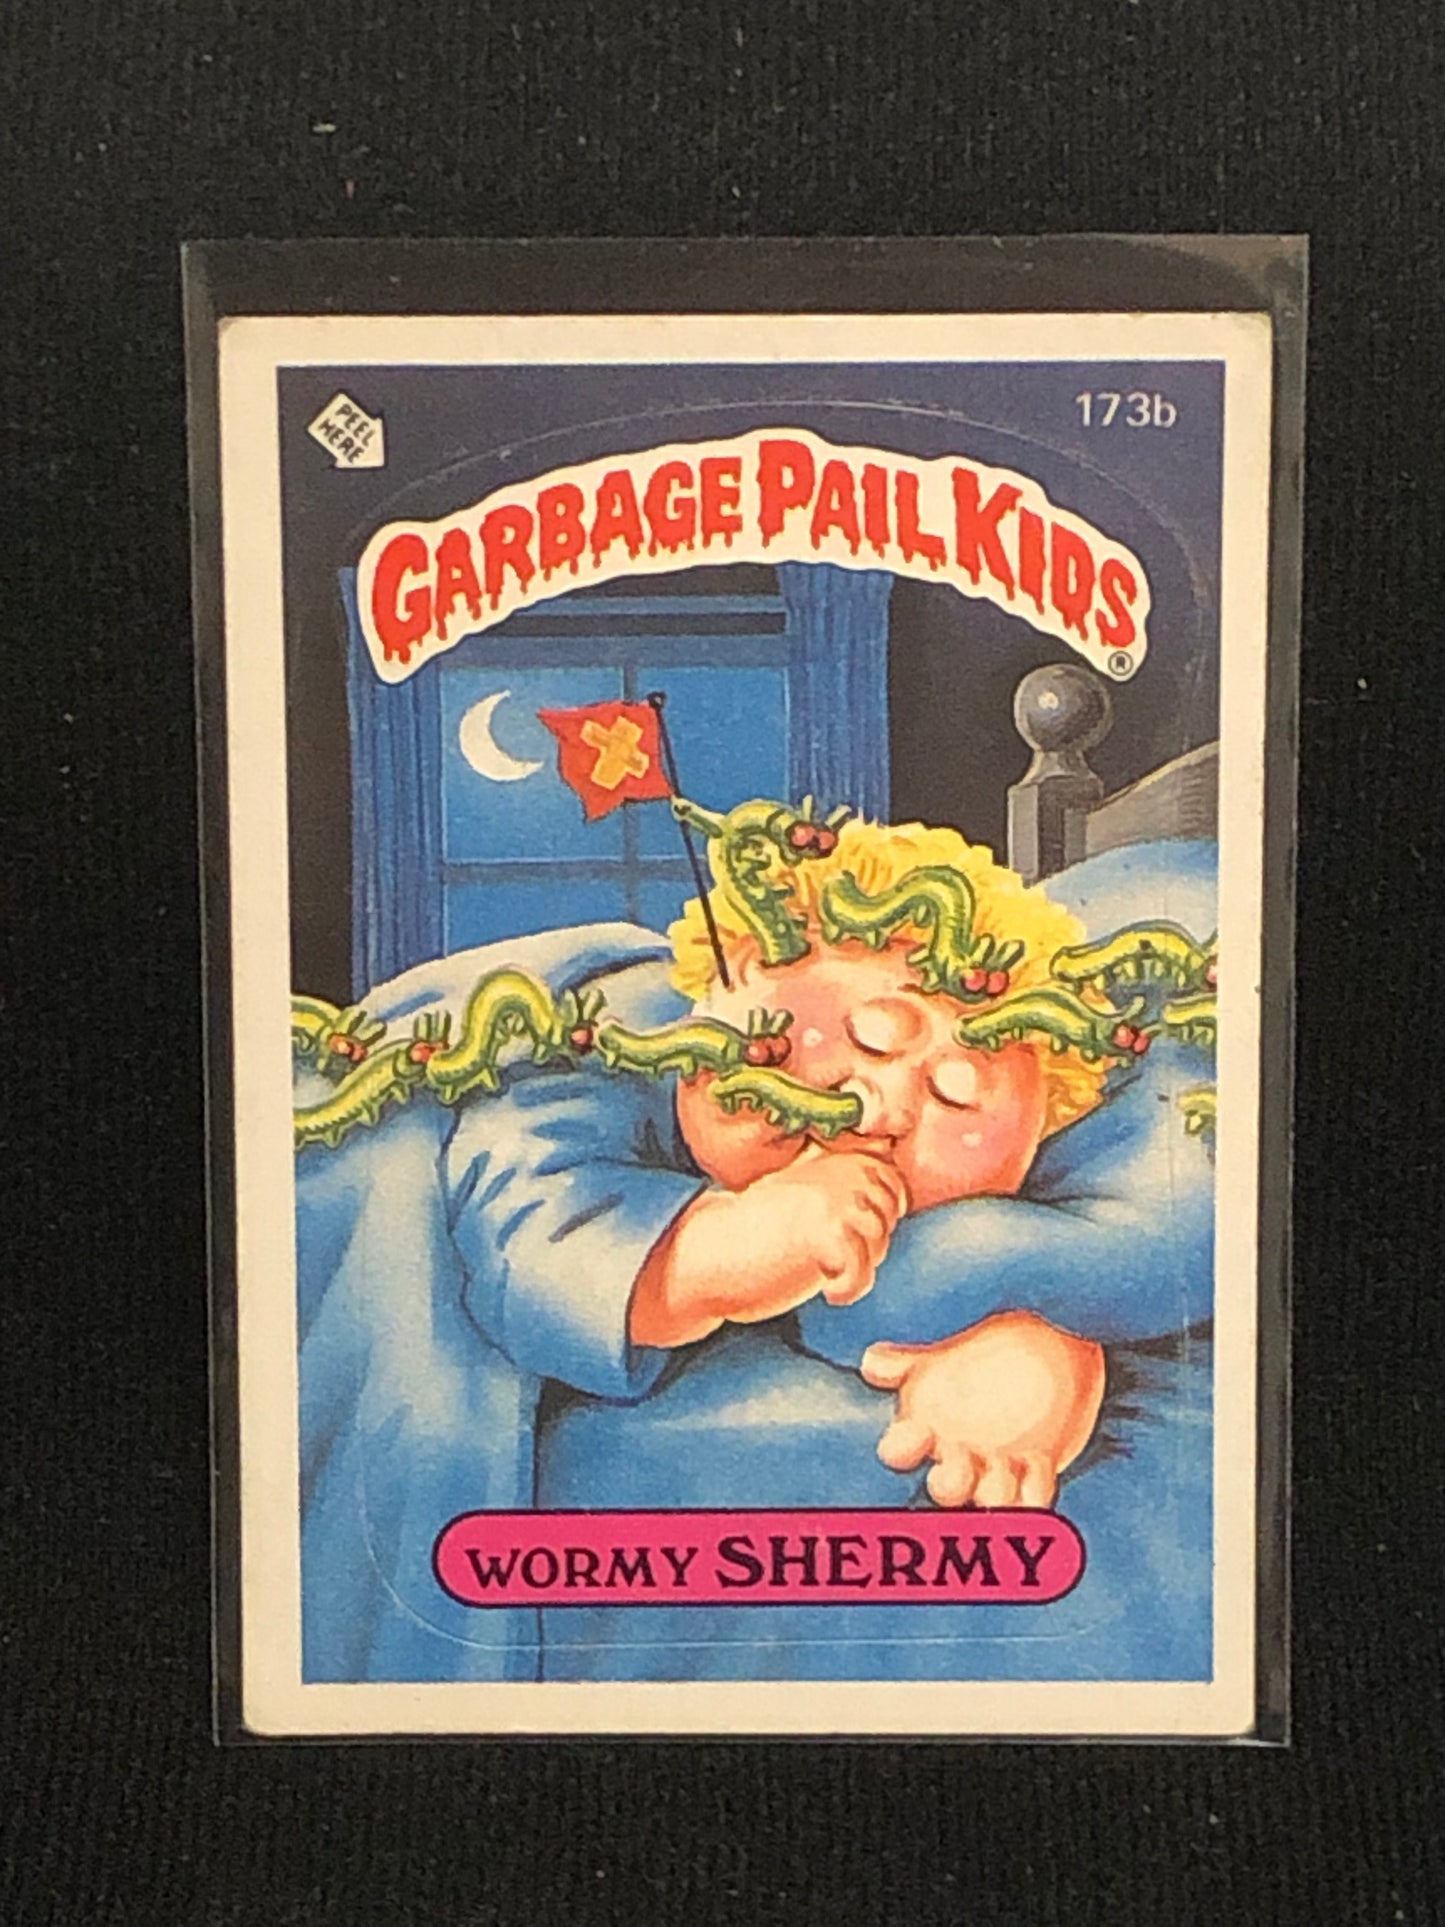 PEEL
HERE
173b
GARBAGE PAIL KIDS
®
WORMY SHERMY